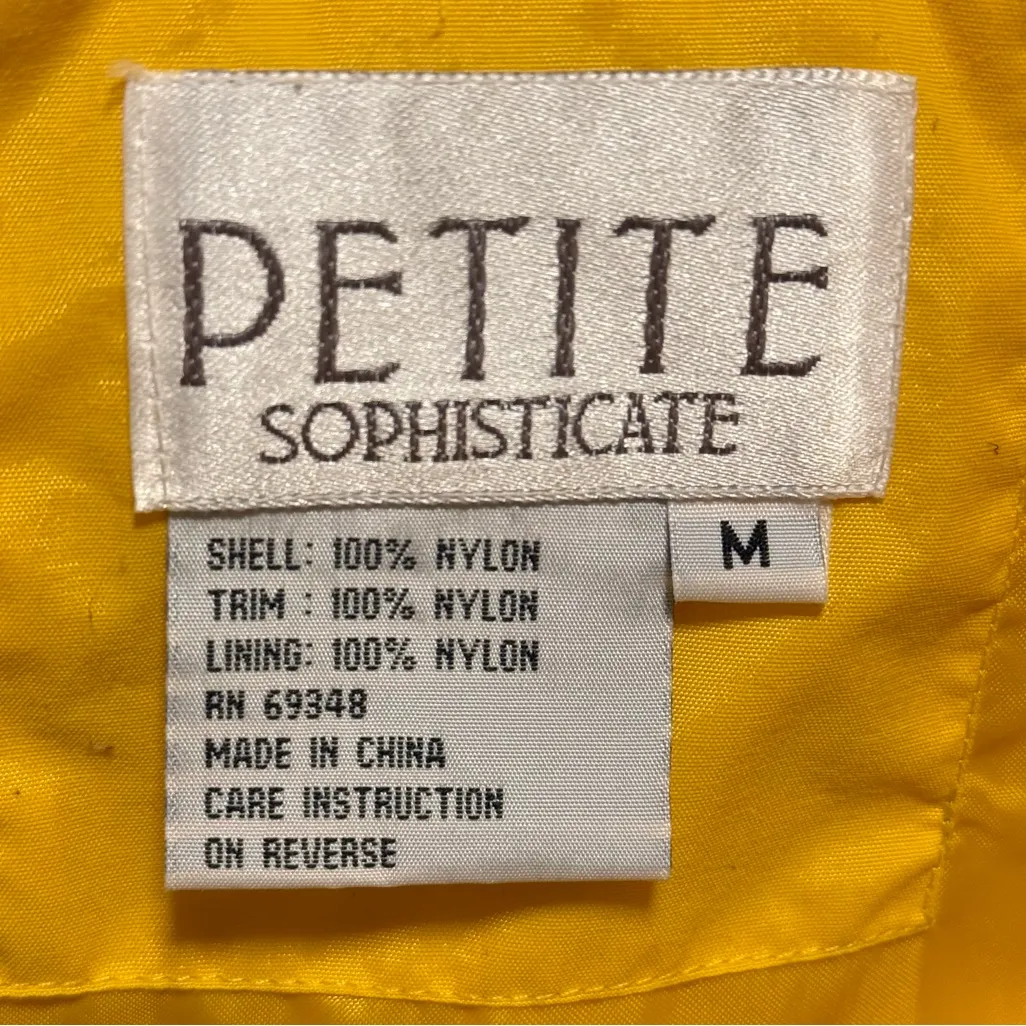 PETITE
SOPHISTICATE
M
SHELL: 100% NYLON
TRIM : 100% NYLON
LINING: 100% NYLON
RN 69348
MADE IN CHINA
CARE INSTRUCTION
ON REVERSE